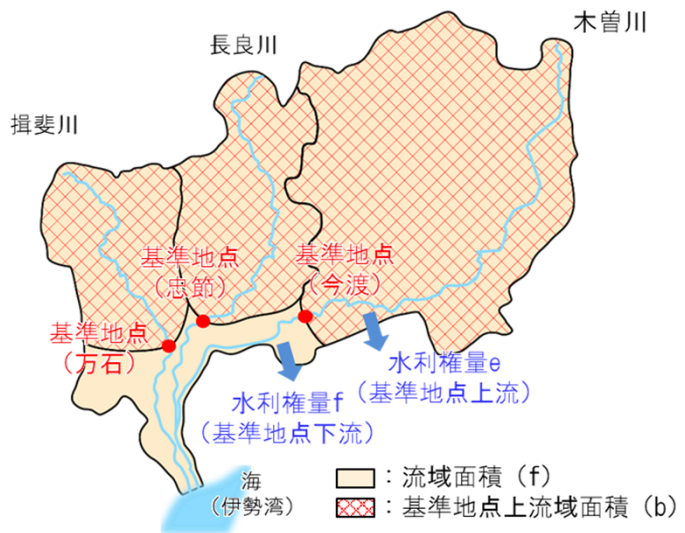 木曽川
長良川
揖斐川
基準地点
（忠節）
基準地点
（今渡）
基準地点
（万石）
水利権量e
（基準地点上流）
水利権量f
（基準地点下流）
海
（伊勢湾）
：流域面積（f）
：基準地点上流域面積（b）